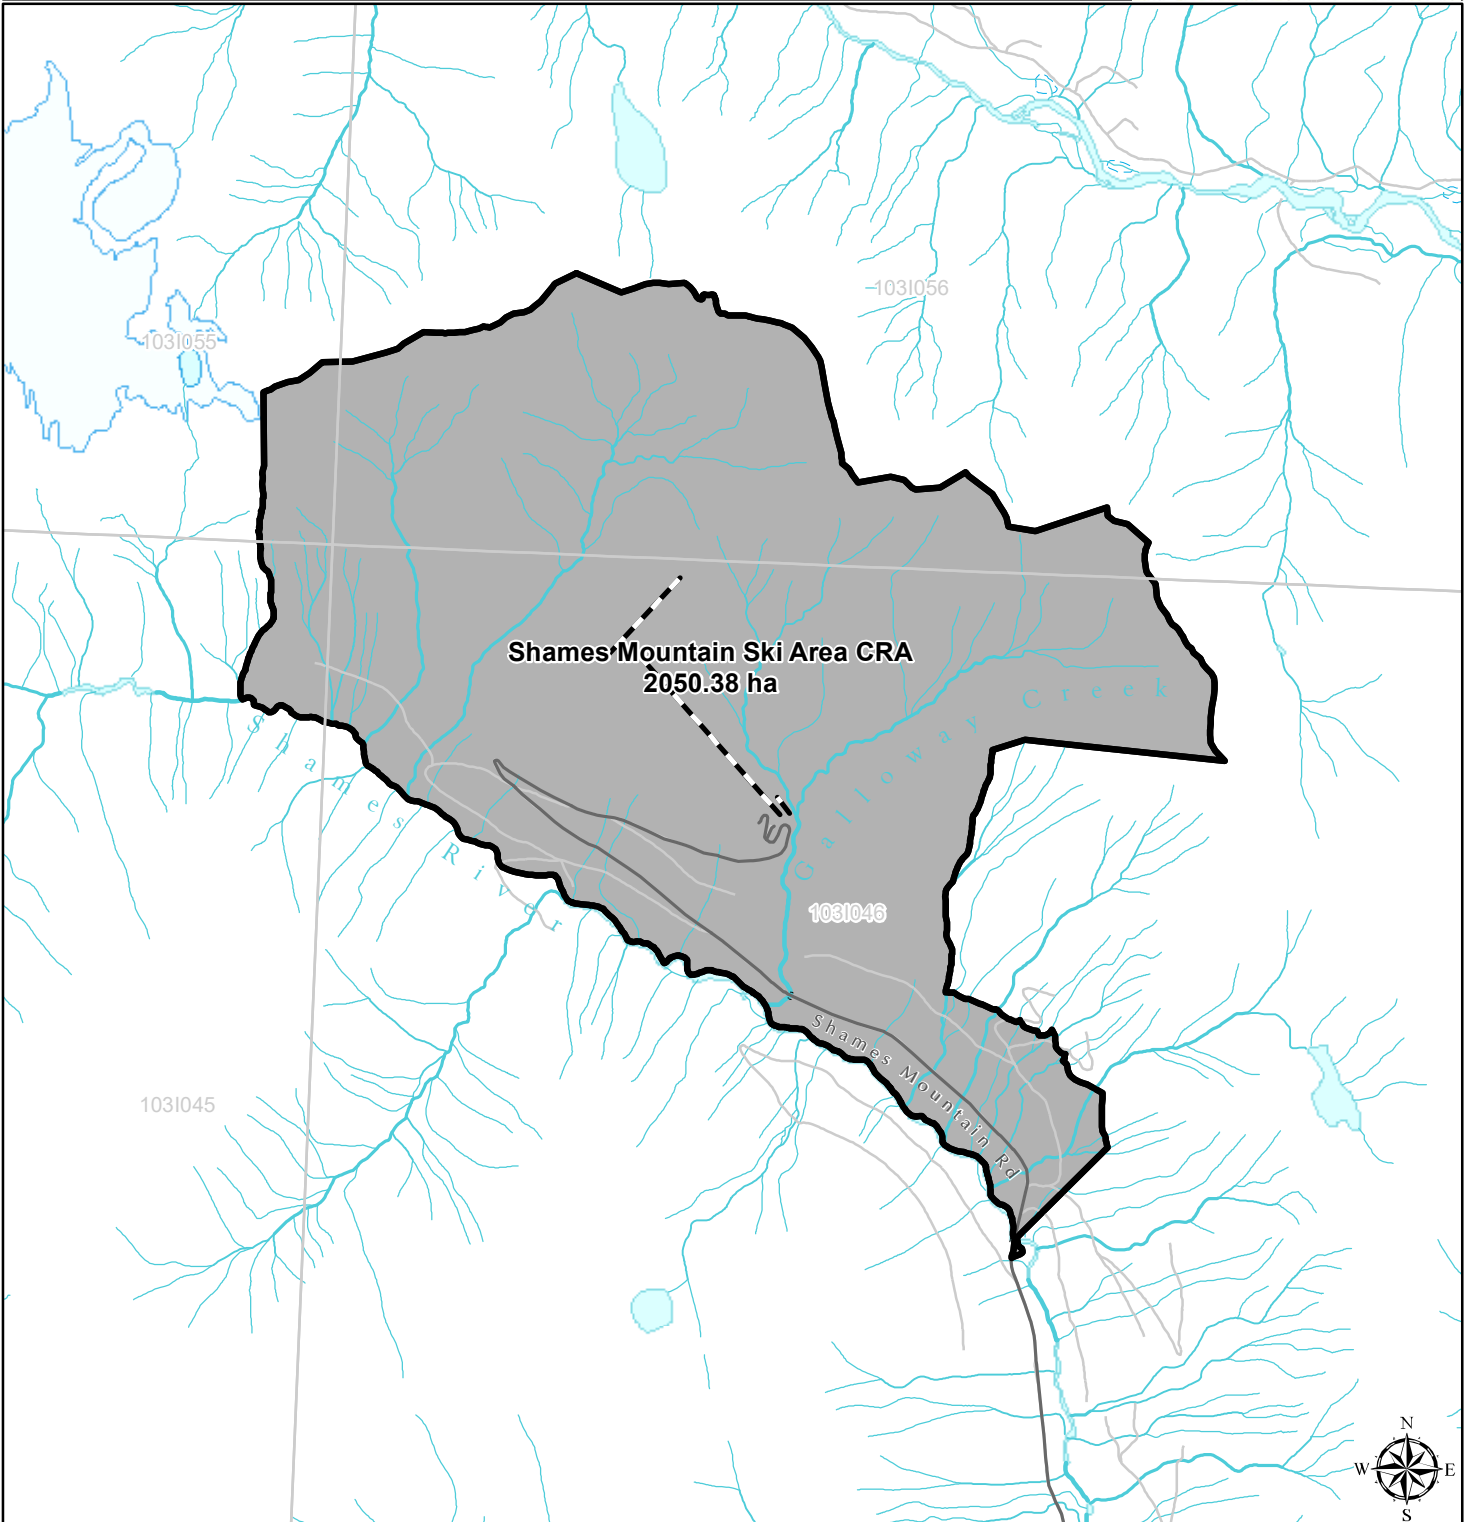 103I056
103I055
Shames Mountain Ski Area CRA
2050.38 ha
Galloway Creek
Shames River
103I046
Shames Mountain Rd
103I045
N
W E
S